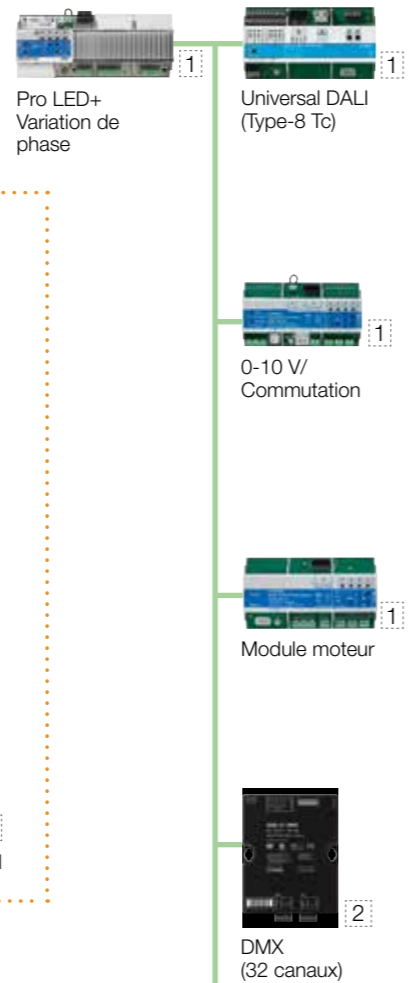 1
Pro LED+
Variation de
phase
1
Universal DALI
(Type-8 Tc)
1
0-10 V/
Commutation
1
Module moteur
2
DMX
(32 canaux)